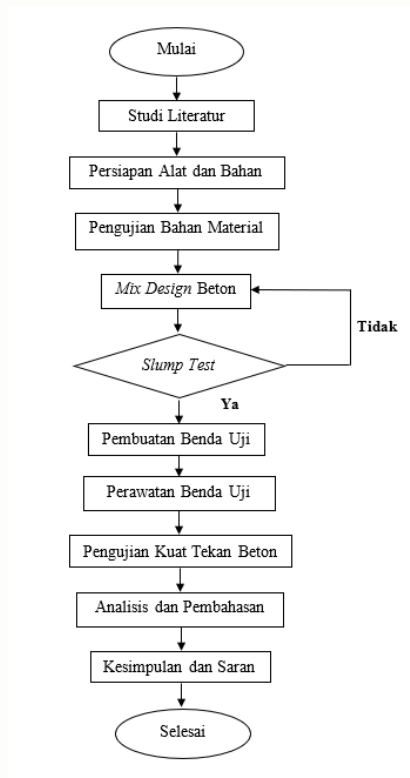 Mulai
Studi Literatur
Persiapan Alat dan Bahan
Pengujian Bahan Material
Mix Design Beton
Tidak
Slump Test
Ya
Pembuatan Benda Uji
Perawatan Benda Uji
Pengujian Kuat Tekan Beton
Analisis dan Pembahasan
Kesimpulan dan Saran
Selesai